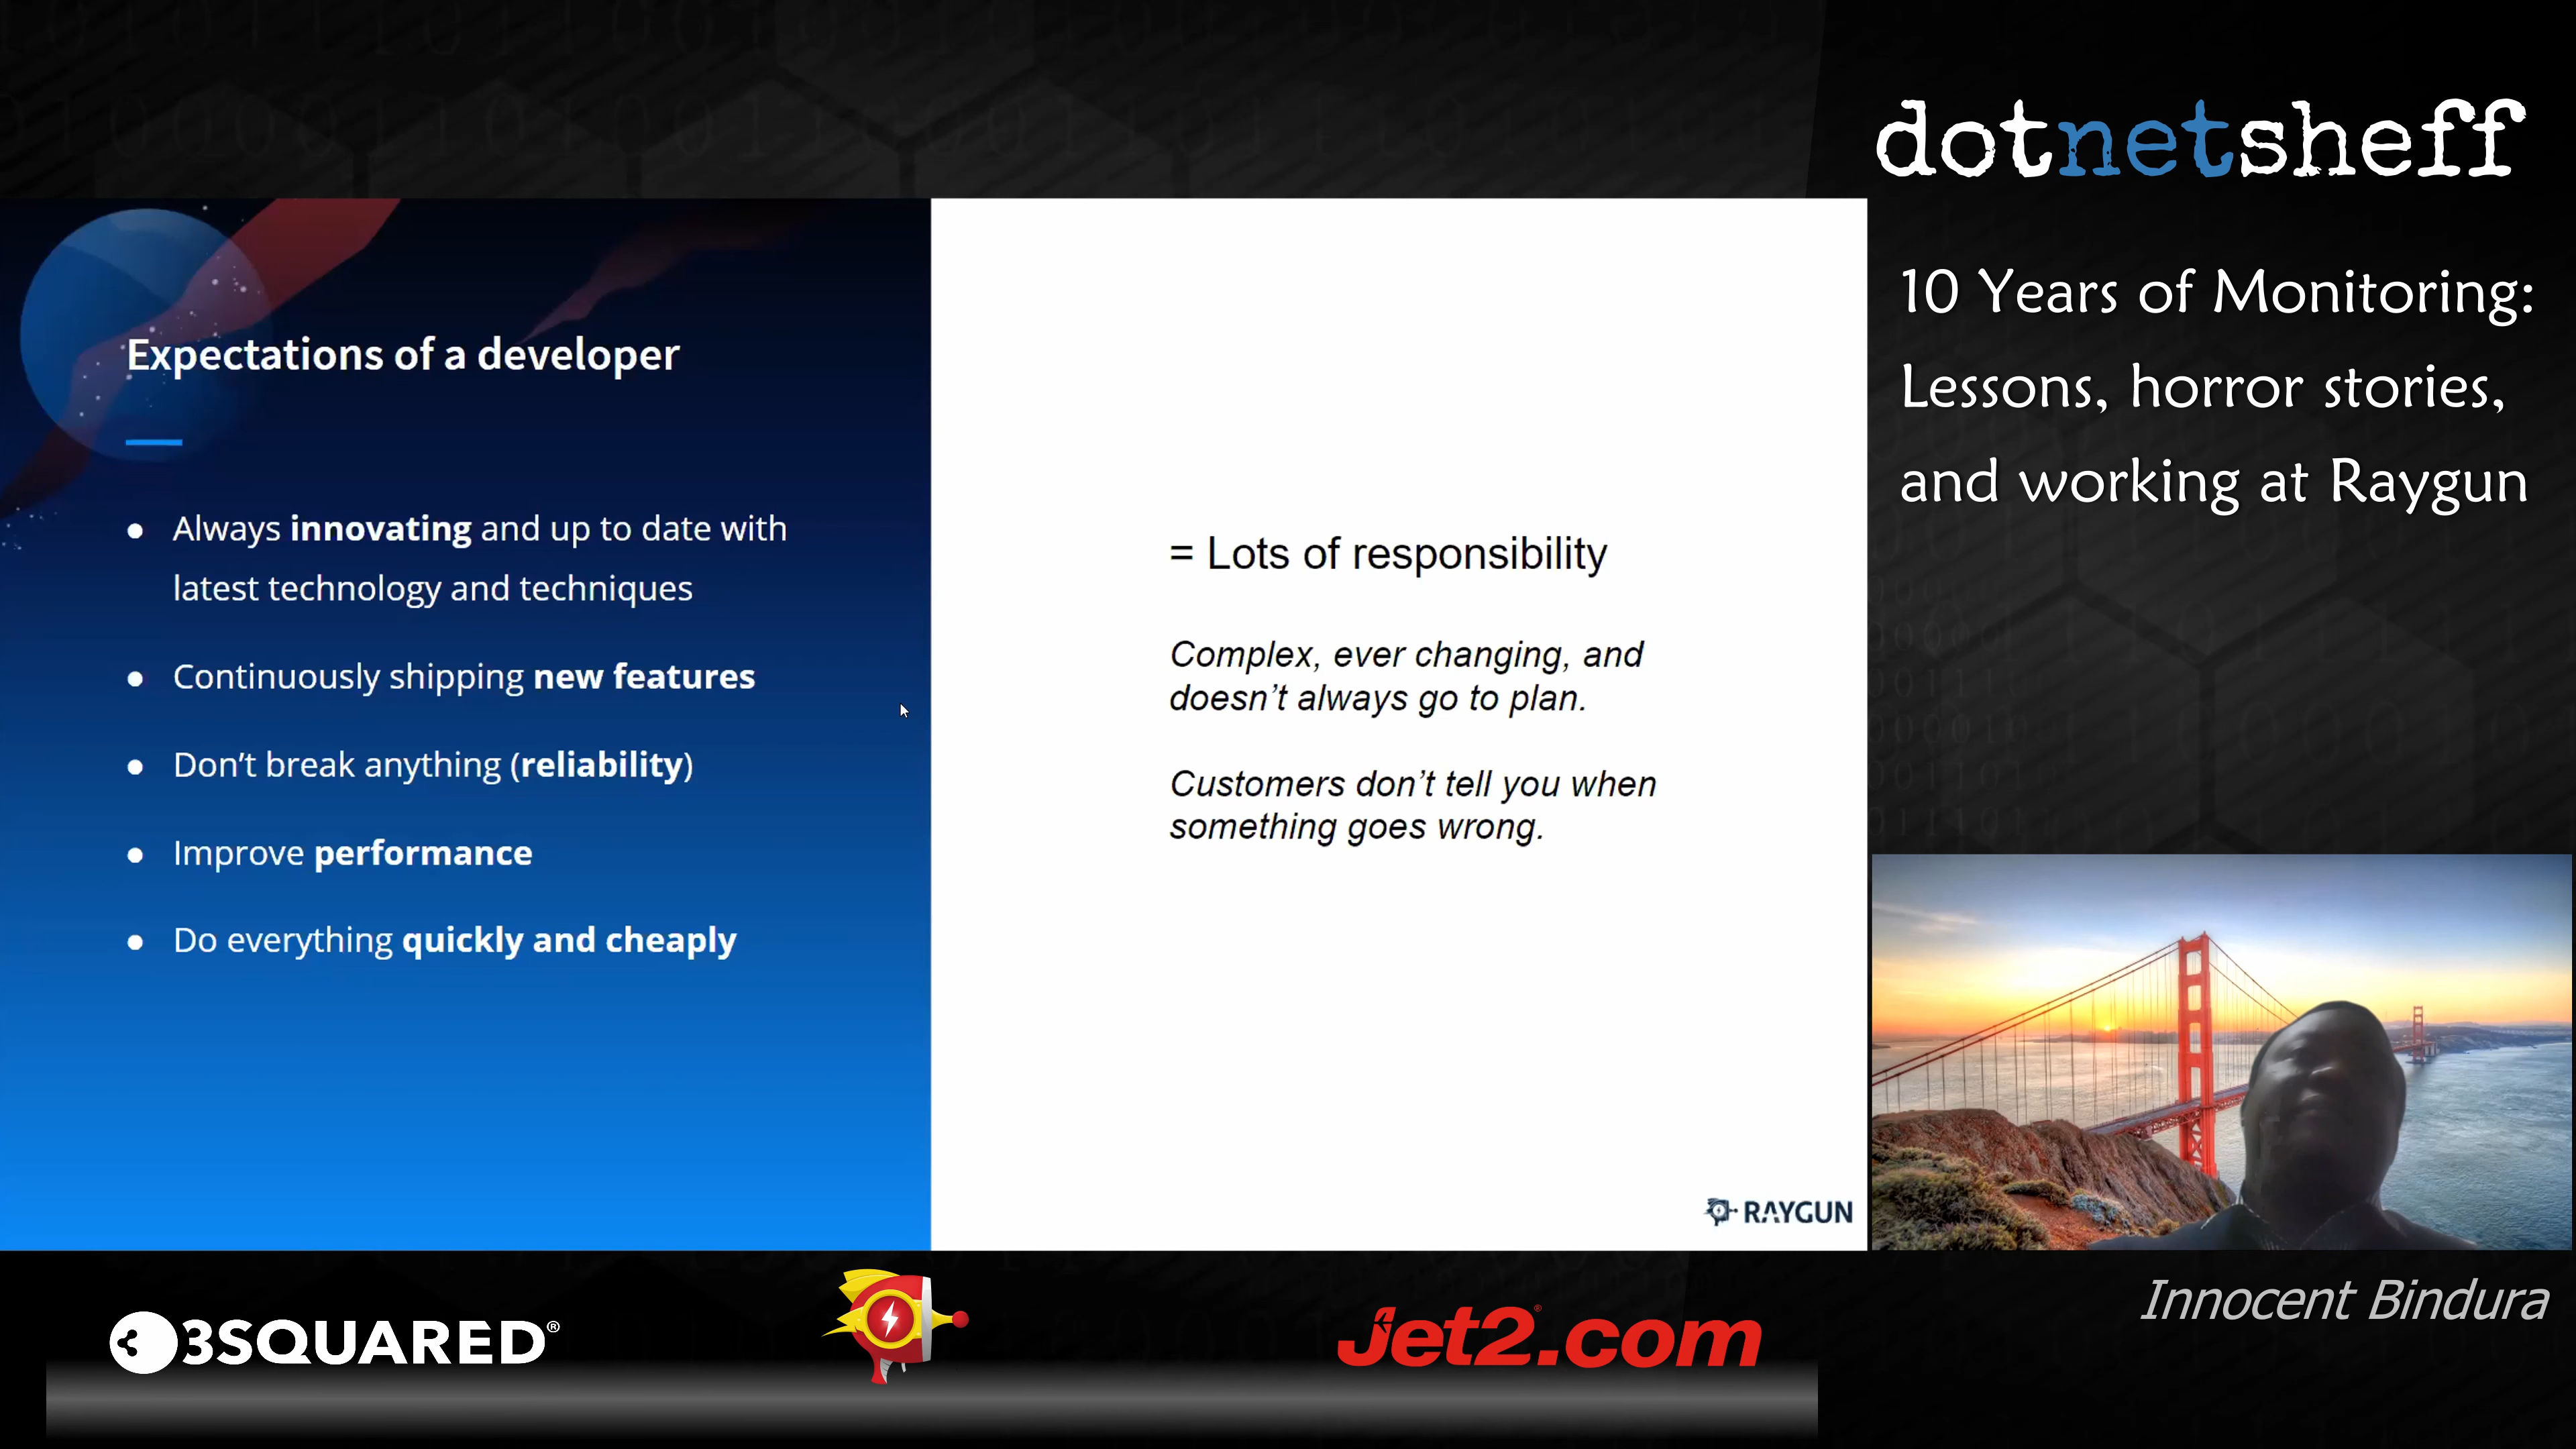 dotnetsheff
10 Years of Monitoring:
Lessons, horror stories,
and working at Raygun
Expectations of a developer
● Always innovating and up to date with
latest technology and techniques
● Continuously shipping new features
● Don't break anything (reliability)
● Improve performance
● Do everything quickly and cheaply
= Lots of responsibility
Complex, ever changing, and
doesn't always go to plan.
Customers don't tell you when
something goes wrong.
RAYGUN
Innocent Bindura
3SQUARED®
Jet2.com®